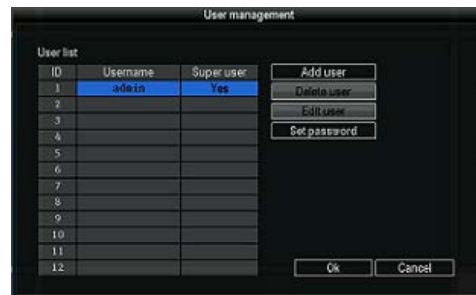 User management
User list
ID Username Super user
1 admin Yes
2
3
4
5
6
7
8
9
10
11
12
Add user
Delete user
Edit user
Set password
Ok Cancel